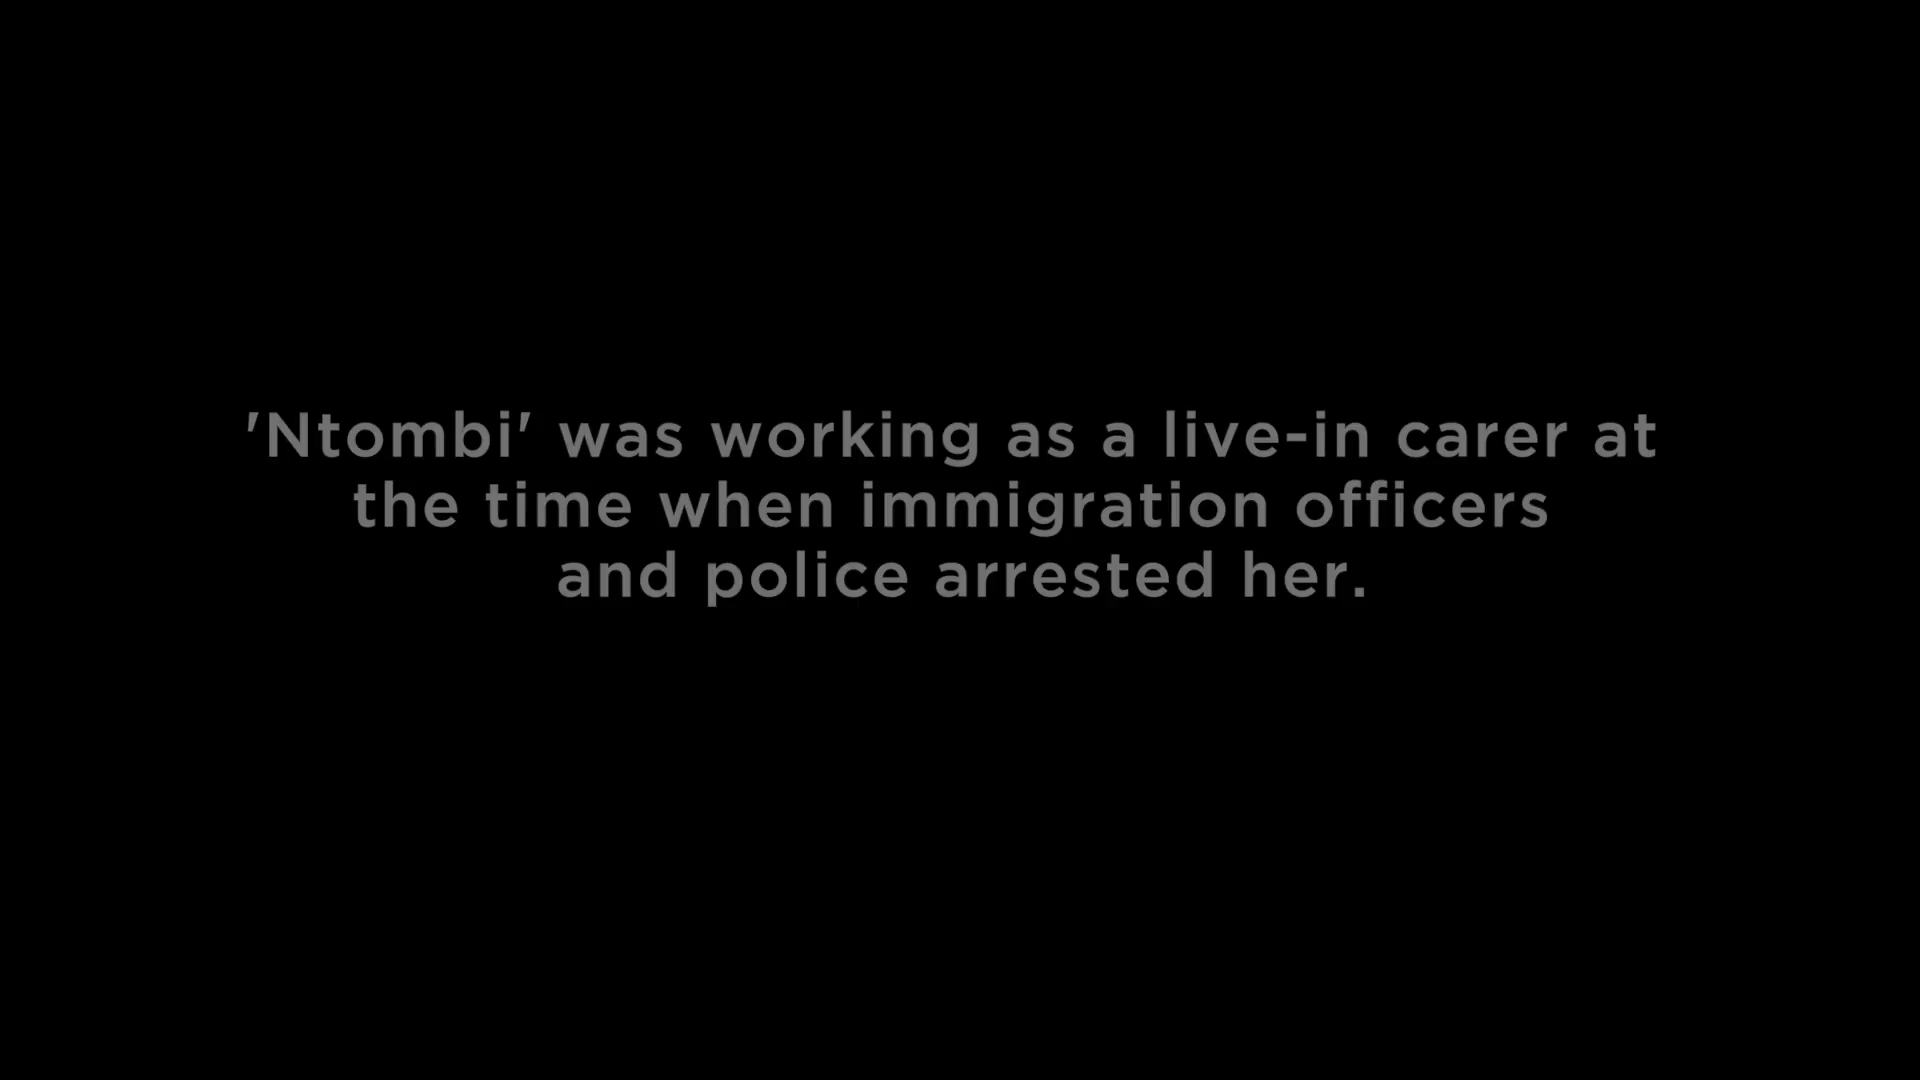 'Ntombi' was working as a live-in carer at
the time when immigration officers
and police arrested her.